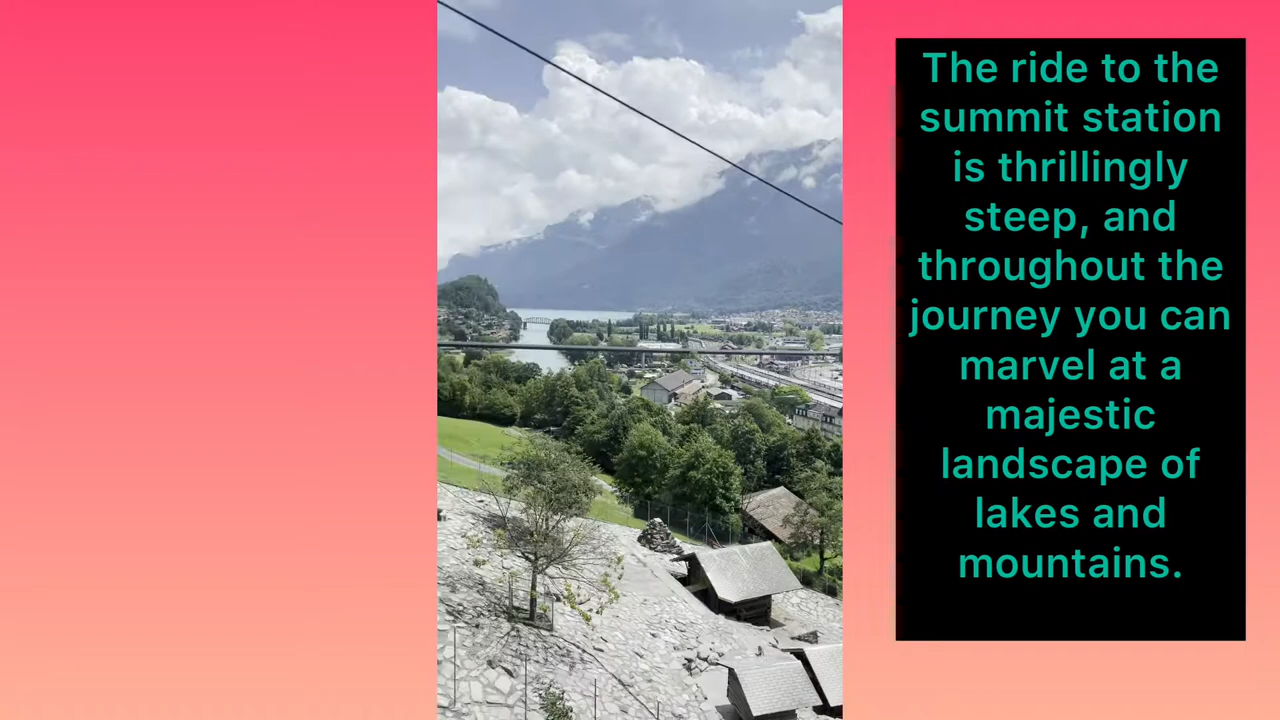 The ride to the
summit station
is thrillingly
steep, and
throughout the
journey you can
marvel at a
majestic
landscape of
lakes and
mountains.